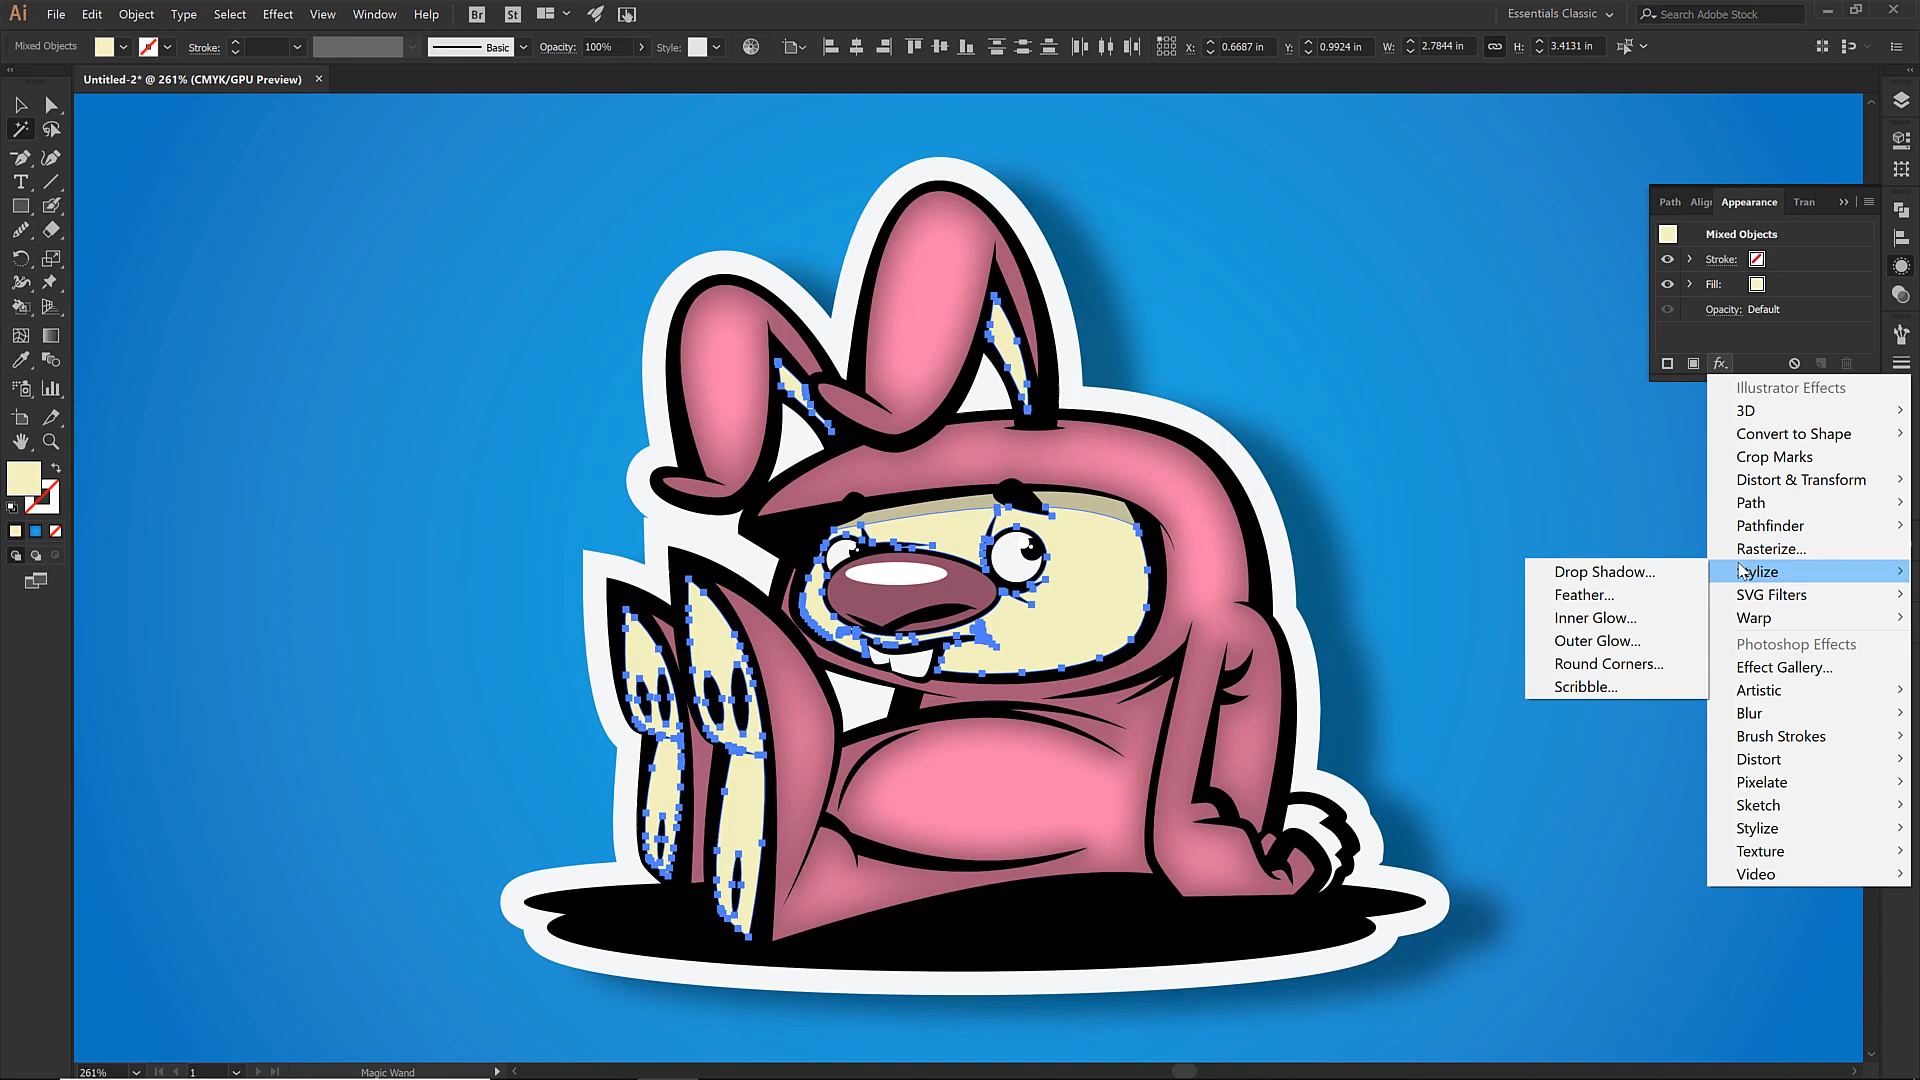 Ai File Edit Object Type Select Effect View Window Help Br St Essentials Classic Search Adobe Stock
Mixed Objects Stroke: Basic Opacity: 100% Style: X: 0.6687 in Y: 0.9924 in W: 2.7844 in H: 3.4131 in
Untitled-2* @ 261% (CMYK/GPU Preview) ×
Path Align Appearance Tran
Mixed Objects
Stroke:
Fill:
Opacity: Default
fx.
Illustrator Effects
3D
Convert to Shape
Crop Marks
Distort & Transform
Path
Pathfinder
Rasterize...
Stylize
SVG Filters
Warp
Photoshop Effects
Effect Gallery...
Artistic
Blur
Brush Strokes
Distort
Pixelate
Sketch
Stylize
Texture
Video
Drop Shadow...
Feather...
Inner Glow...
Outer Glow...
Round Corners...
Scribble...
261% 1 Magic Wand